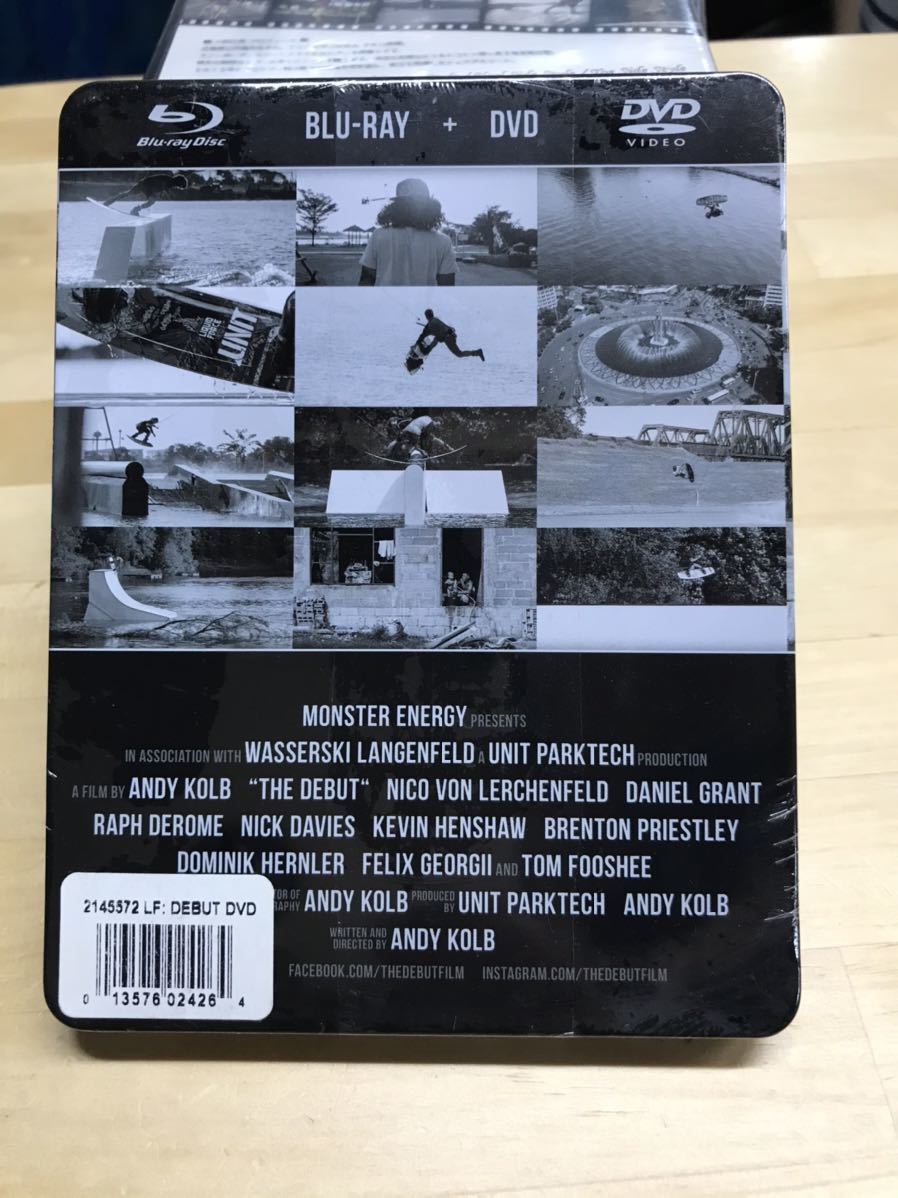 Blu-ray Disc BLU-RAY + DVD DVD VIDEO
LIQUID FORCE UNIT
MONSTER ENERGY PRESENTS
IN ASSOCIATION WITH WASSERSKI LANGENFELD A UNIT PARKTECH PRODUCTION
A FILM BY ANDY KOLB "THE DEBUT" NICO VON LERCHENFELD DANIEL GRANT
RAPH DEROME NICK DAVIES KEVIN HENSHAW BRENTON PRIESTLEY
DOMINIK HERNLER FELIX GEORGII AND TOM FOOSHEE
ANDY KOLB PRODUCED BY UNIT PARKTECH ANDY KOLB
WRITTEN AND DIRECTED BY ANDY KOLB
FACEBOOK.COM/THEDEBUTFILM INSTAGRAM.COM/THEDEBUTFILM
2145572 LF: DEBUT DVD
0 13576 02426 4